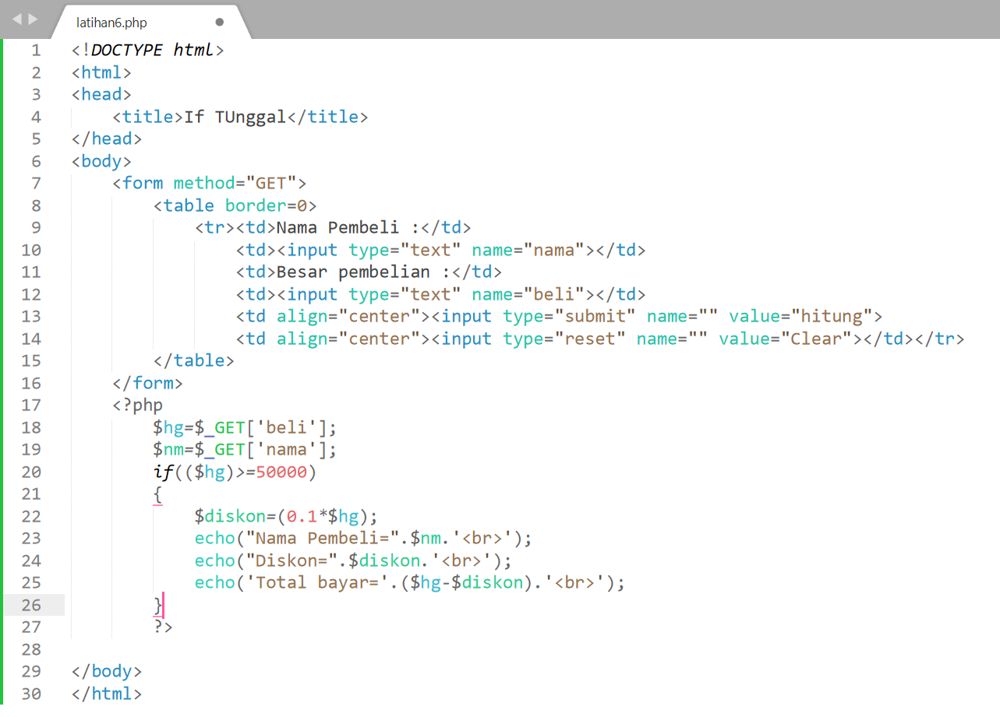 latihan6.php
1 <!DOCTYPE html>
2 <html>
3 <head>
4 <title>If TUnggal</title>
5 </head>
6 <body>
7 <form method="GET">
8 <table border=0>
9 <tr><td>Nama Pembeli :</td>
10 <td><input type="text" name="nama"></td>
11 <td>Besar pembelian :</td>
12 <td><input type="text" name="beli"></td>
13 <td align="center"><input type="submit" name="" value="hitung">
14 <td align="center"><input type="reset" name="" value="Clear"></td></tr>
15 </table>
16 </form>
17 <?php
18 $hg=$_GET['beli'];
19 $nm=$_GET['nama'];
20 if(($hg)>=50000)
21 {
22 $diskon=(0.1*$hg);
23 echo("Nama Pembeli=".$nm.'<br>');
24 echo("Diskon=".$diskon.'<br>');
25 echo('Total bayar='.($hg-$diskon).'<br>');
26 }
27 ?>
28
29 </body>
30 </html>